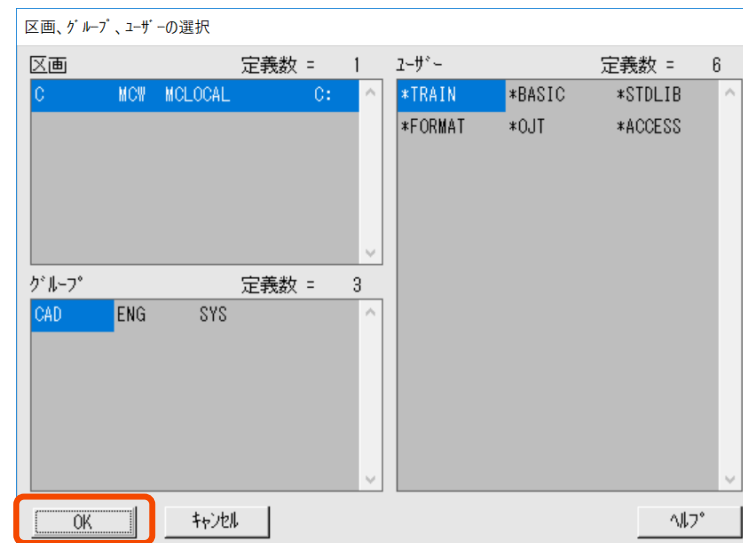 区画、ｸﾞﾙｰﾌﾟ、ﾕｰｻﾞｰの選択
区画 定義数 = 1
C MCW MCLOCAL C:
ｸﾞﾙｰﾌﾟ 定義数 = 3
CAD ENG SYS
ﾕｰｻﾞｰ 定義数 = 6
*TRAIN *BASIC *STDLIB
*FORMAT *OJT *ACCESS
OK ｷｬﾝｾﾙ ﾍﾙﾌﾟ